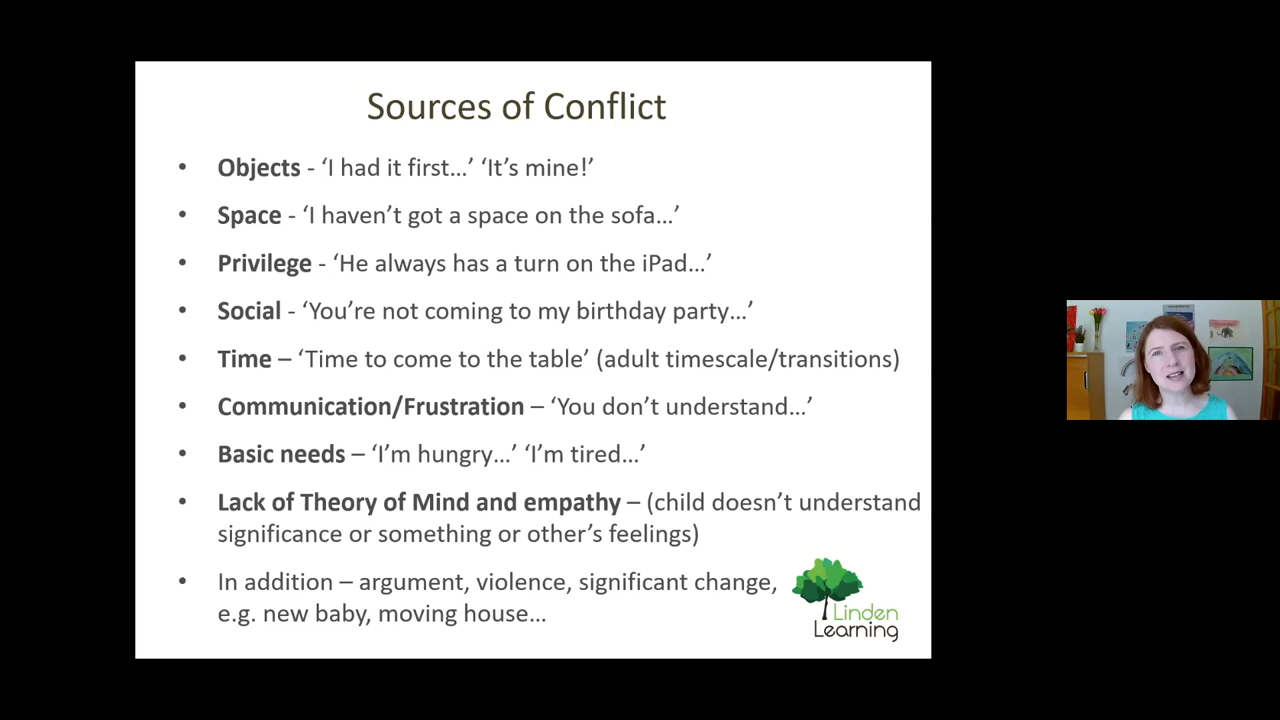 Sources of Conflict
• Objects - ‘I had it first...’ ‘It’s mine!’
• Space - ‘I haven’t got a space on the sofa...’
• Privilege - ‘He always has a turn on the iPad...’
• Social - ‘You’re not coming to my birthday party...’
• Time – ‘Time to come to the table’ (adult timescale/transitions)
• Communication/Frustration – ‘You don’t understand...’
• Basic needs – ‘I’m hungry...’ ‘I’m tired...’
• Lack of Theory of Mind and empathy – (child doesn’t understand
significance or something or other’s feelings)
• In addition – argument, violence, significant change,
e.g. new baby, moving house...
Linden
Learning